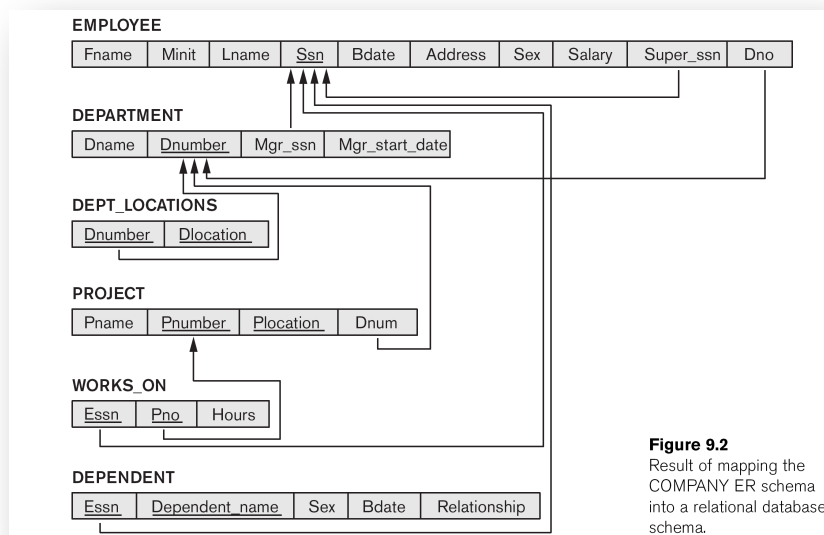 EMPLOYEE
Fname Minit Lname Ssn Bdate Address Sex Salary Super_ssn Dno
DEPARTMENT
Dname Dnumber Mgr_ssn Mgr_start_date
DEPT_LOCATIONS
Dnumber Dlocation
PROJECT
Pname Pnumber Plocation Dnum
WORKS_ON
Essn Pno Hours
DEPENDENT
Essn Dependent_name Sex Bdate Relationship
Figure 9.2
Result of mapping the
COMPANY ER schema
into a relational database
schema.